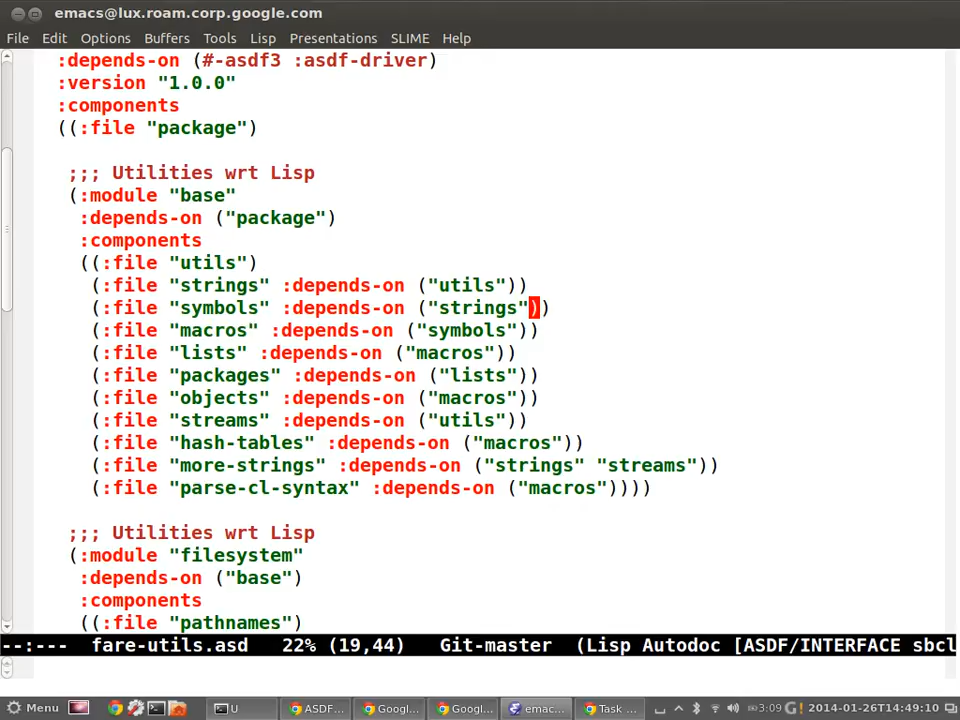 emacs@lux.roam.corp.google.com
File Edit Options Buffers Tools Lisp Presentations SLIME Help
:depends-on (#-asdf3 :asdf-driver)
:version "1.0.0"
:components
((:file "package")
;;; Utilities wrt Lisp
(:module "base"
:depends-on ("package")
:components
((:file "utils")
(:file "strings" :depends-on ("utils"))
(:file "symbols" :depends-on ("strings"))
(:file "macros" :depends-on ("symbols"))
(:file "lists" :depends-on ("macros"))
(:file "packages" :depends-on ("lists"))
(:file "objects" :depends-on ("macros"))
(:file "streams" :depends-on ("utils"))
(:file "hash-tables" :depends-on ("macros"))
(:file "more-strings" :depends-on ("strings" "streams"))
(:file "parse-cl-syntax" :depends-on ("macros"))))
;;; Utilities wrt Lisp
(:module "filesystem"
:depends-on ("base")
:components
((:file "pathnames")
--:--- fare-utils.asd 22% (19,44) Git-master (Lisp Autodoc [ASDF/INTERFACE sbcl
Menu U ASDF... Googl... Googl... emac... Task ... 3:09 2014-01-26T14:49:10